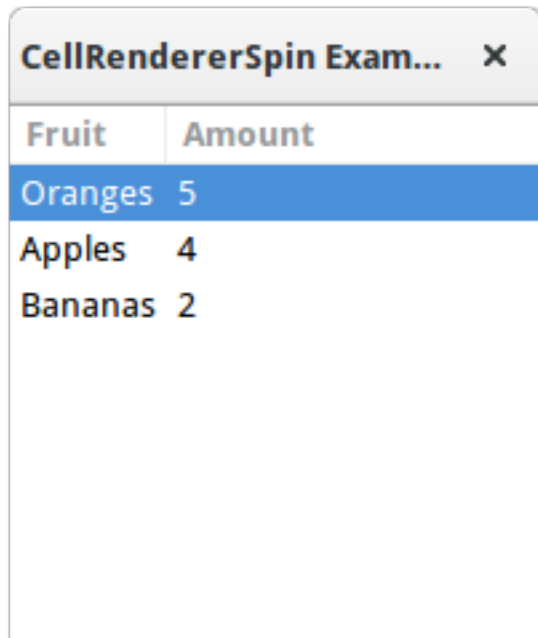 CellRendererSpin Exam...
Fruit Amount
Oranges 5
Apples 4
Bananas 2